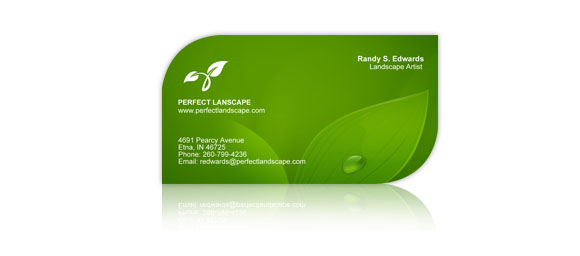 Randy S. Edwards
Landscape Artist
PERFECT LANSCAPE
www.perfectlandscape.com
4691 Pearcy Avenue
Etna, IN 46725
Phone: 260-799-4236
Email: redwards@perfectlandscape.com